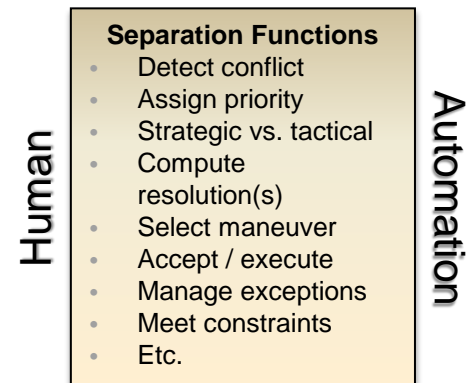 Human
Separation Functions
• Detect conflict
• Assign priority
• Strategic vs. tactical
• Compute
resolution(s)
• Select maneuver
• Accept / execute
• Manage exceptions
• Meet constraints
• Etc.
Automation